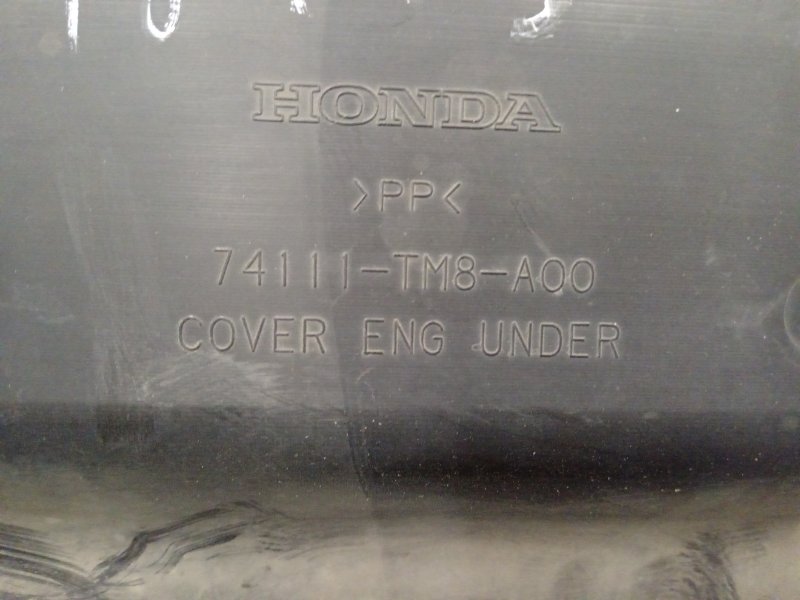 HONDA
>PP<
74111-TM8-A00
COVER ENG UNDER